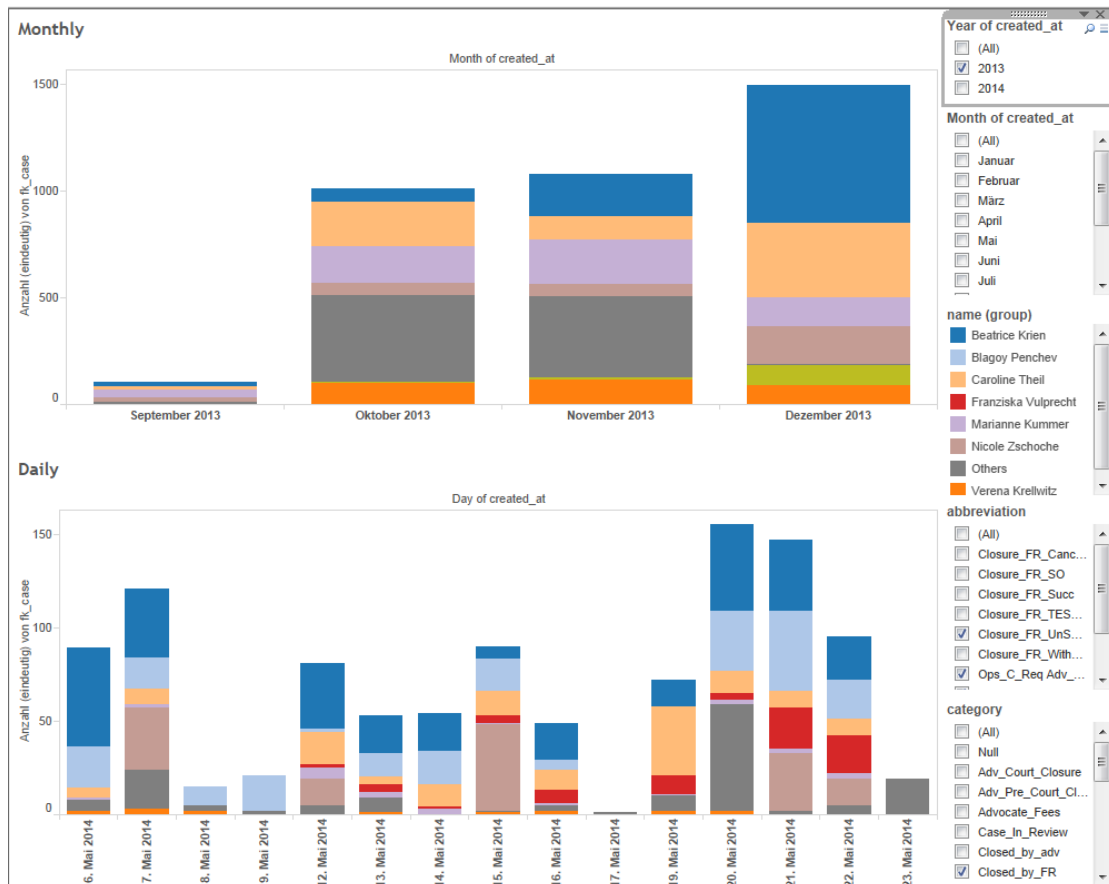 Monthly
Month of created_at
Anzahl (eindeutig) von fk_case
1500
1000
500
0
September 2013
Oktober 2013
November 2013
Dezember 2013
Daily
Day of created_at
Anzahl (eindeutig) von fk_case
150
100
50
0
6. Mai 2014
7. Mai 2014
8. Mai 2014
9. Mai 2014
12. Mai 2014
13. Mai 2014
14. Mai 2014
15. Mai 2014
16. Mai 2014
17. Mai 2014
19. Mai 2014
20. Mai 2014
21. Mai 2014
22. Mai 2014
23. Mai 2014
Year of created_at
(All)
2013
2014
Month of created_at
(All)
Januar
Februar
März
April
Mai
Juni
Juli
name (group)
Beatrice Krien
Blagoy Penchev
Caroline Theil
Franziska Vulprecht
Marianne Kummer
Nicole Zschoche
Others
Verena Krellwitz
abbreviation
(All)
Closure_FR_Canc...
Closure_FR_SO
Closure_FR_Succ
Closure_FR_TES...
Closure_FR_UnS...
Closure_FR_With...
Ops_C_Req Adv_...
category
(All)
Null
Adv_Court_Closure
Adv_Pre_Court_Cl...
Advocate_Fees
Case_In_Review
Closed_by_adv
Closed_by_FR